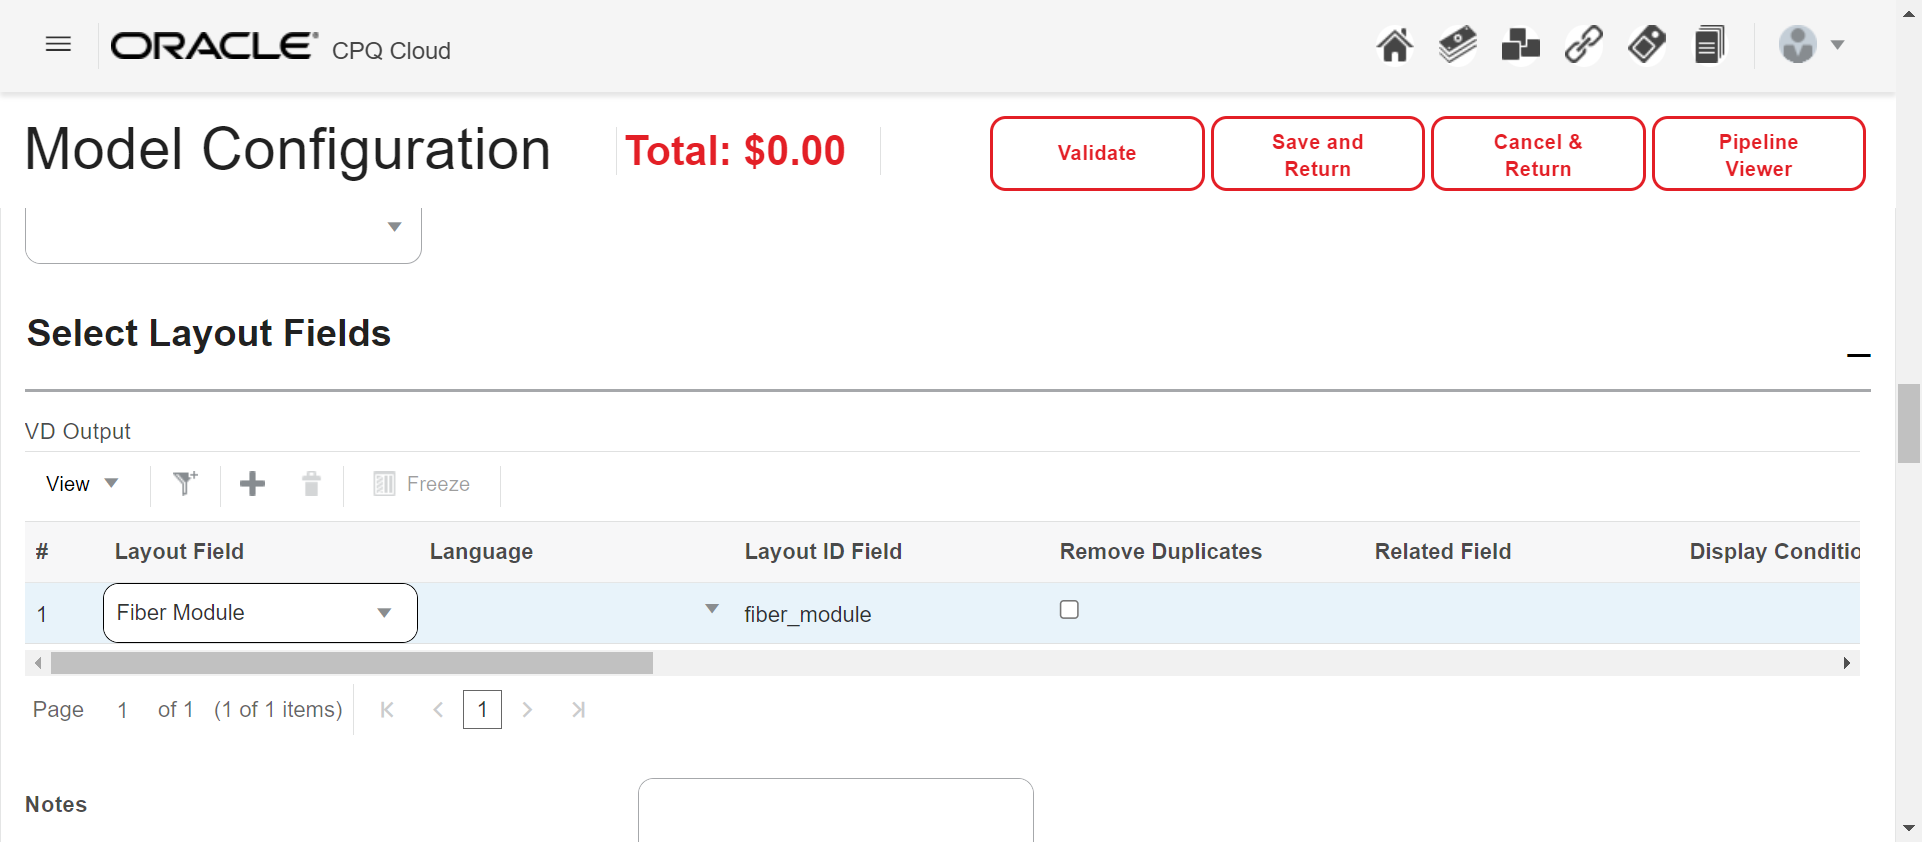 ORACLE® CPQ Cloud
Model Configuration
Total: $0.00
Validate
Save and
Return
Cancel &
Return
Pipeline
Viewer
Select Layout Fields
VD Output
View
Freeze
# Layout Field Language Layout ID Field Remove Duplicates Related Field Display Conditio
1 Fiber Module fiber_module
Page 1 of 1 (1 of 1 items) 1
Notes